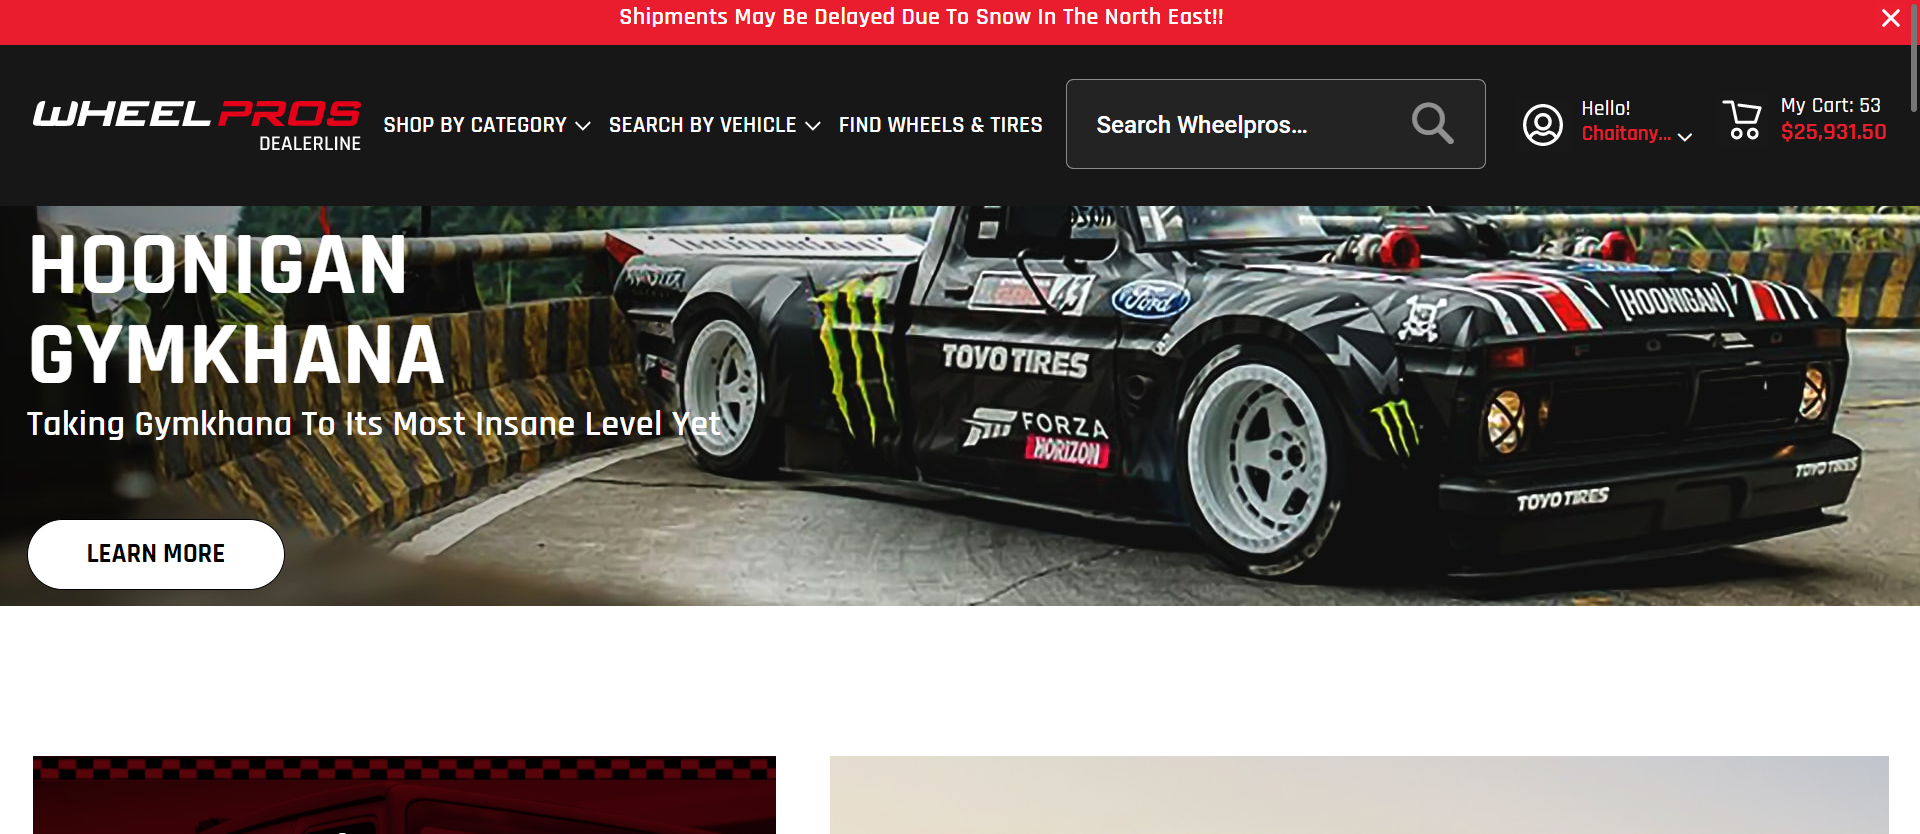 Shipments May Be Delayed Due To Snow In The North East!!
WHEEL PROS
DEALERLINE
SHOP BY CATEGORY
SEARCH BY VEHICLE
FIND WHEELS & TIRES
Search Wheelpros...
Hello!
Chaitany...
My Cart: 53
$25,931.50
HOONIGAN
GYMKHANA
Taking Gymkhana To Its Most Insane Level Yet
LEARN MORE
Ford
[HOONIGAN]
TOYO TIRES
FORZA
HORIZON
FORD
TOYO TIRES
TOYO TIRES